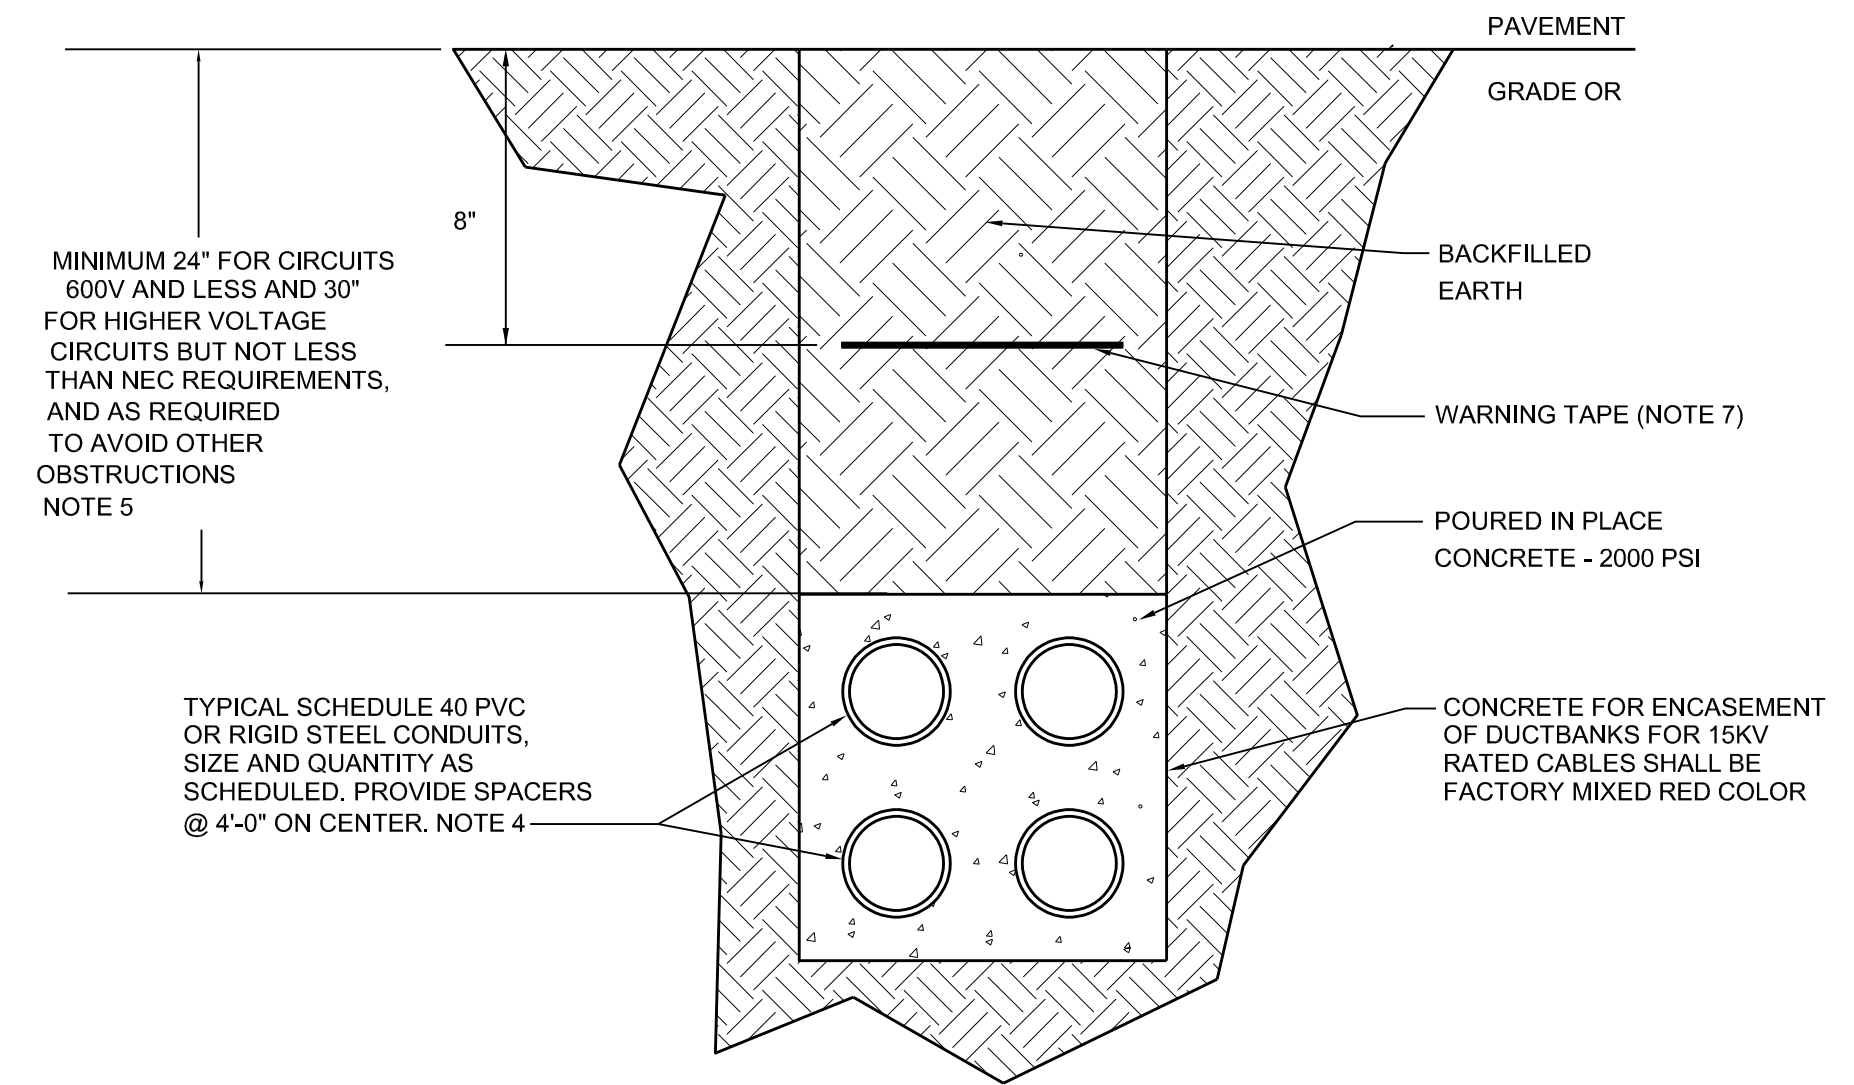 PAVEMENT
GRADE OR
8"
MINIMUM 24" FOR CIRCUITS
600V AND LESS AND 30"
FOR HIGHER VOLTAGE
CIRCUITS BUT NOT LESS
THAN NEC REQUIREMENTS,
AND AS REQUIRED
TO AVOID OTHER
OBSTRUCTIONS
NOTE 5
BACKFILLED
EARTH
WARNING TAPE (NOTE 7)
POURED IN PLACE
CONCRETE - 2000 PSI
TYPICAL SCHEDULE 40 PVC
OR RIGID STEEL CONDUITS,
SIZE AND QUANTITY AS
SCHEDULED. PROVIDE SPACERS
@ 4'-0" ON CENTER. NOTE 4
CONCRETE FOR ENCASEMENT
OF DUCTBANKS FOR 15KV
RATED CABLES SHALL BE
FACTORY MIXED RED COLOR